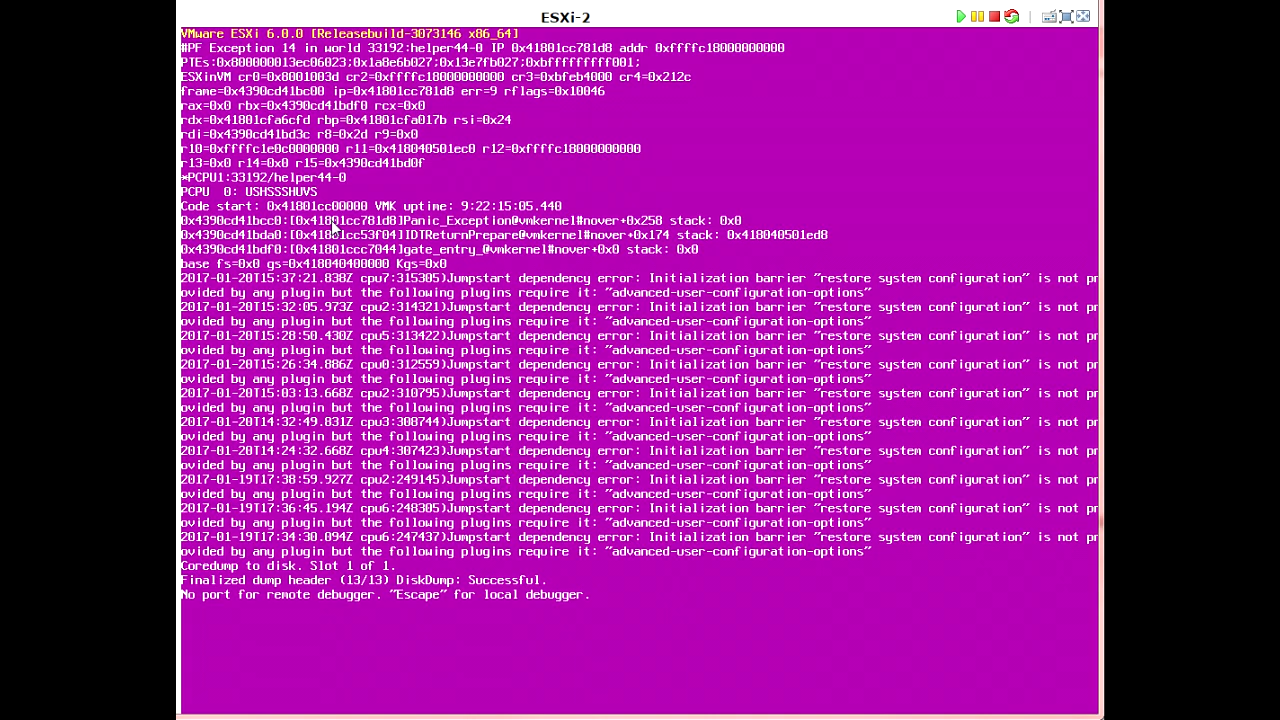 ESXi-2
VMware ESXi 6.0.0 [Releasebuild-3073146 x86_64]
#PF Exception 14 in world 33192:helper44-0 IP 0x41801cc781d8 addr 0xffffc18000000000
PTEs:0x800000013ec06023;0x1a8e6b027;0x13e7fb027;0xbfffffffff001;
ESXinVM cr0=0x8001003d cr2=0xffffc18000000000 cr3=0xbfeb4000 cr4=0x212c
frame=0x4390cd41bc00 ip=0x41801cc781d8 err=9 rflags=0x10046
rax=0x0 rbx=0x4390cd41bdf0 rcx=0x0
rdx=0x41801cfa6cfd rbp=0x41801cfa017b rsi=0x24
rdi=0x4390cd41bd3c r8=0x2d r9=0x0
r10=0xffffc1e0c0000000 r11=0x418040501ec0 r12=0xffffc18000000000
r13=0x0 r14=0x0 r15=0x4390cd41bd0f
*PCPU1:33192/helper44-0
PCPU  0: USHSSSHUVS
Code start: 0x41801cc00000 VMK uptime: 9:22:15:05.440
0x4390cd41bcc0:[0x41801cc781d8]Panic_Exception@vmkernel#nover+0x258 stack: 0x0
0x4390cd41bda0:[0x41801cc53f04]IDTReturnPrepare@vmkernel#nover+0x174 stack: 0x418040501ed8
0x4390cd41bdf0:[0x41801ccc7044]gate_entry_@vmkernel#nover+0x0 stack: 0x0
base fs=0x0 gs=0x418040400000 Kgs=0x0
2017-01-20T15:37:21.838Z cpu7:315305)Jumpstart dependency error: Initialization barrier "restore system configuration" is not pr
ovided by any plugin but the following plugins require it: "advanced-user-configuration-options"
2017-01-20T15:32:05.973Z cpu2:314321)Jumpstart dependency error: Initialization barrier "restore system configuration" is not pr
ovided by any plugin but the following plugins require it: "advanced-user-configuration-options"
2017-01-20T15:28:50.430Z cpu5:313422)Jumpstart dependency error: Initialization barrier "restore system configuration" is not pr
ovided by any plugin but the following plugins require it: "advanced-user-configuration-options"
2017-01-20T15:26:34.886Z cpu0:312559)Jumpstart dependency error: Initialization barrier "restore system configuration" is not pr
ovided by any plugin but the following plugins require it: "advanced-user-configuration-options"
2017-01-20T15:03:13.668Z cpu2:310795)Jumpstart dependency error: Initialization barrier "restore system configuration" is not pr
ovided by any plugin but the following plugins require it: "advanced-user-configuration-options"
2017-01-20T14:32:49.831Z cpu3:308744)Jumpstart dependency error: Initialization barrier "restore system configuration" is not pr
ovided by any plugin but the following plugins require it: "advanced-user-configuration-options"
2017-01-20T14:24:32.668Z cpu4:307423)Jumpstart dependency error: Initialization barrier "restore system configuration" is not pr
ovided by any plugin but the following plugins require it: "advanced-user-configuration-options"
2017-01-19T17:38:59.927Z cpu2:249145)Jumpstart dependency error: Initialization barrier "restore system configuration" is not pr
ovided by any plugin but the following plugins require it: "advanced-user-configuration-options"
2017-01-19T17:36:45.194Z cpu6:248305)Jumpstart dependency error: Initialization barrier "restore system configuration" is not pr
ovided by any plugin but the following plugins require it: "advanced-user-configuration-options"
2017-01-19T17:34:30.094Z cpu6:247437)Jumpstart dependency error: Initialization barrier "restore system configuration" is not pr
ovided by any plugin but the following plugins require it: "advanced-user-configuration-options"
Coredump to disk. Slot 1 of 1.
Finalized dump header (13/13) DiskDump: Successful.
No port for remote debugger. "Escape" for local debugger.